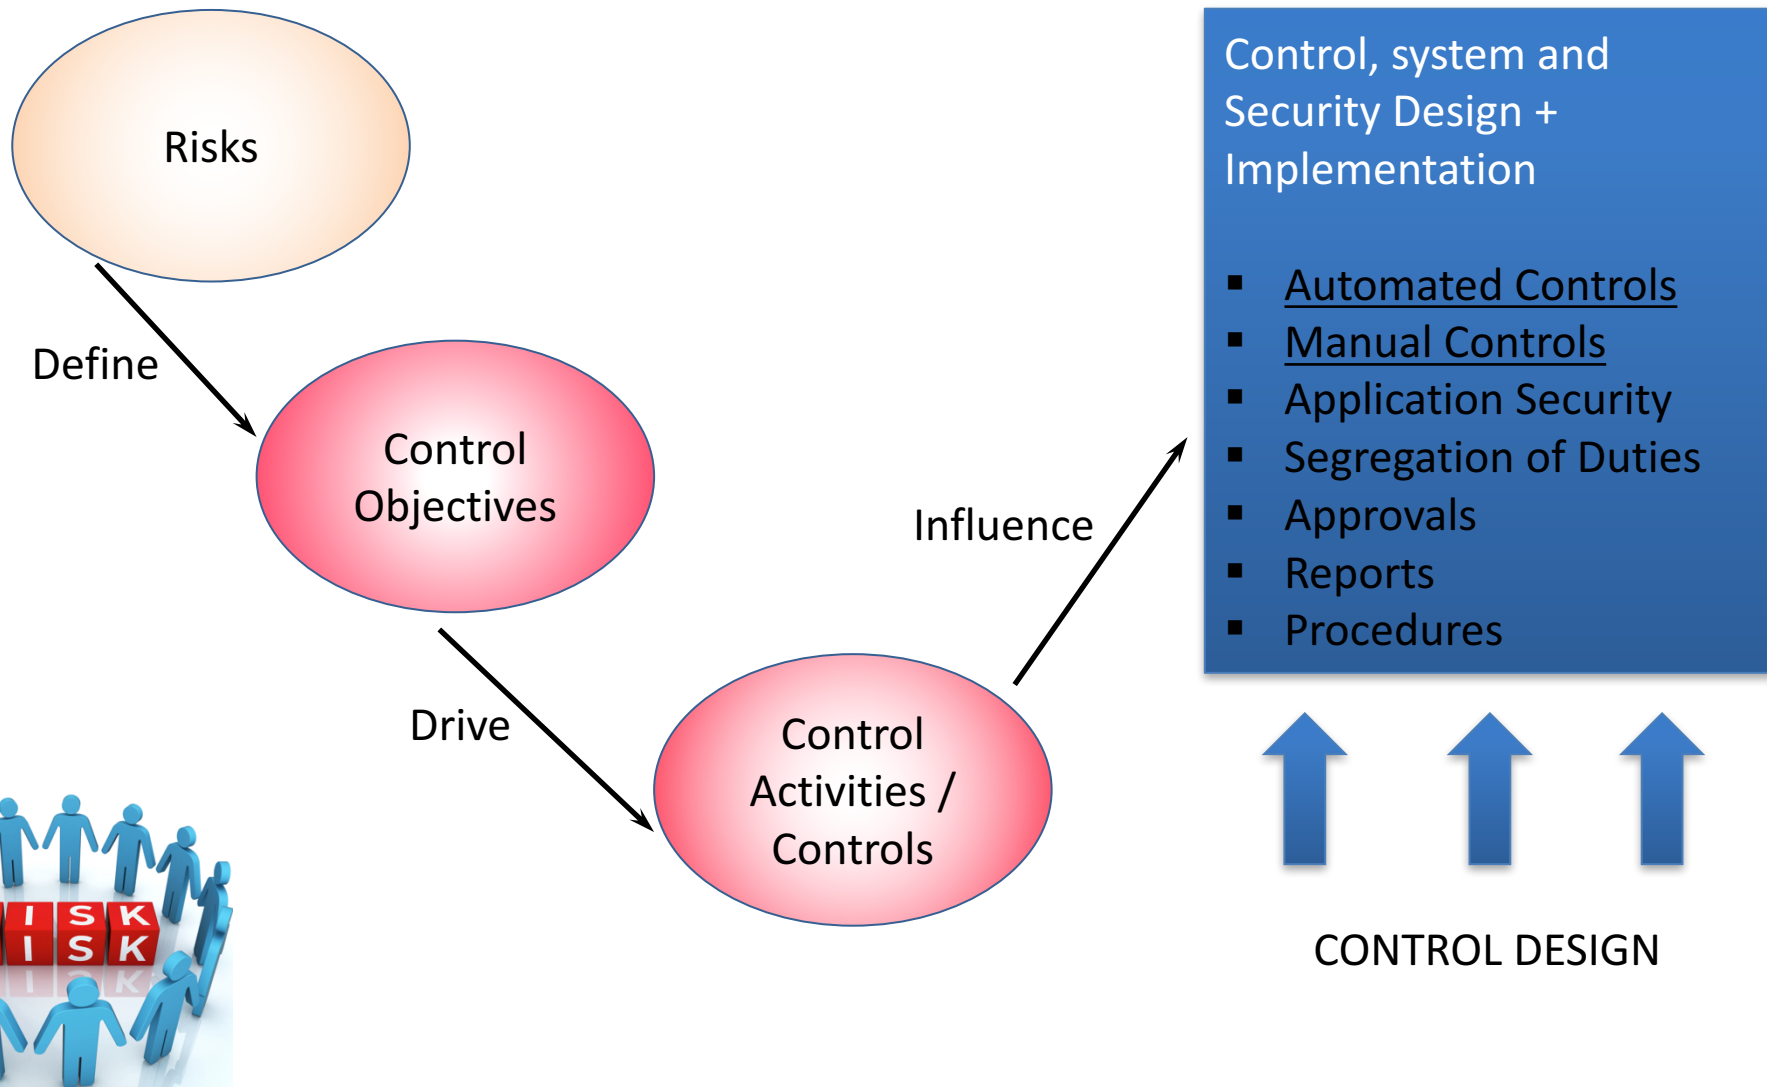 Risks
Define
Control
Objectives
Drive
Control
Activities /
Controls
Influence
Control, system and
Security Design +
Implementation
▪ Automated Controls
▪ Manual Controls
▪ Application Security
▪ Segregation of Duties
▪ Approvals
▪ Reports
▪ Procedures
CONTROL DESIGN
I S K
I S K